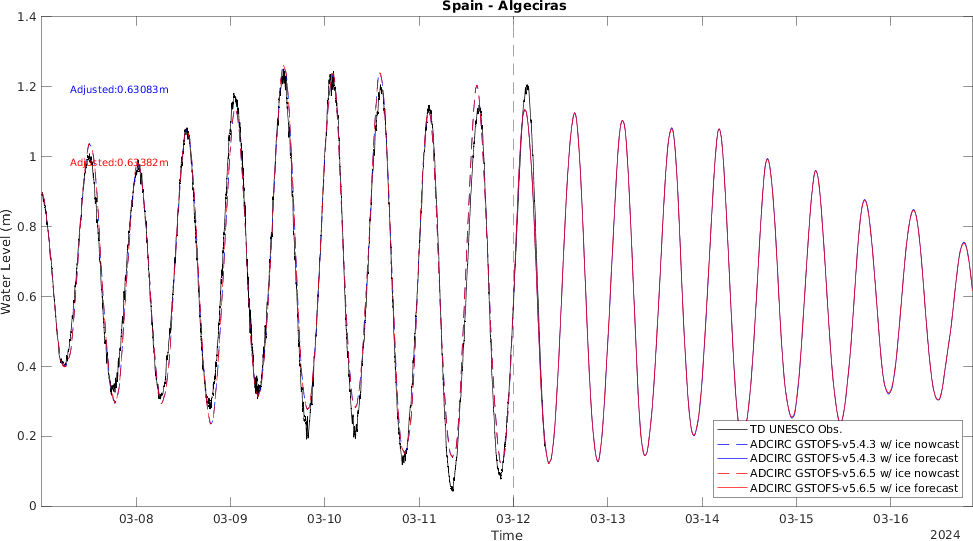 Spain - Algeciras
1.4
1.2
1
0.8
0.6
0.4
0.2
0
Water Level (m)
Adjusted:0.63083m
Adjusted:0.63382m
TD UNESCO Obs.
ADCIRC GSTOFS-v5.4.3 w/ ice nowcast
ADCIRC GSTOFS-v5.4.3 w/ ice forecast
ADCIRC GSTOFS-v5.6.5 w/ ice nowcast
ADCIRC GSTOFS-v5.6.5 w/ ice forecast
03-08 03-09 03-10 03-11 03-12 03-13 03-14 03-15 03-16
Time
2024